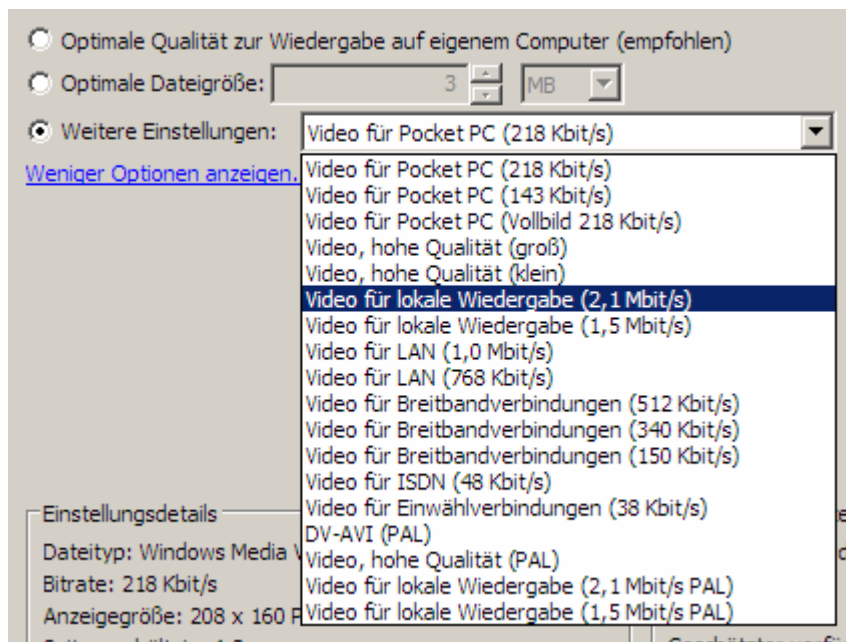 Optimale Qualität zur Wiedergabe auf eigenem Computer (empfohlen)
Optimale Dateigröße: 3 MB
Weitere Einstellungen: Video für Pocket PC (218 Kbit/s)
Weniger Optionen anzeigen.
Video für Pocket PC (218 Kbit/s)
Video für Pocket PC (143 Kbit/s)
Video für Pocket PC (Vollbild 218 Kbit/s)
Video, hohe Qualität (groß)
Video, hohe Qualität (klein)
Video für lokale Wiedergabe (2,1 Mbit/s)
Video für lokale Wiedergabe (1,5 Mbit/s)
Video für LAN (1,0 Mbit/s)
Video für LAN (768 Kbit/s)
Video für Breitbandverbindungen (512 Kbit/s)
Video für Breitbandverbindungen (340 Kbit/s)
Video für Breitbandverbindungen (150 Kbit/s)
Video für ISDN (48 Kbit/s)
Video für Einwählverbindungen (38 Kbit/s)
DV-AVI (PAL)
Video, hohe Qualität (PAL)
Video für lokale Wiedergabe (2,1 Mbit/s PAL)
Video für lokale Wiedergabe (1,5 Mbit/s PAL)
Einstellungsdetails
Dateityp: Windows Media
Bitrate: 218 Kbit/s
Anzeigegröße: 208 x 160 P